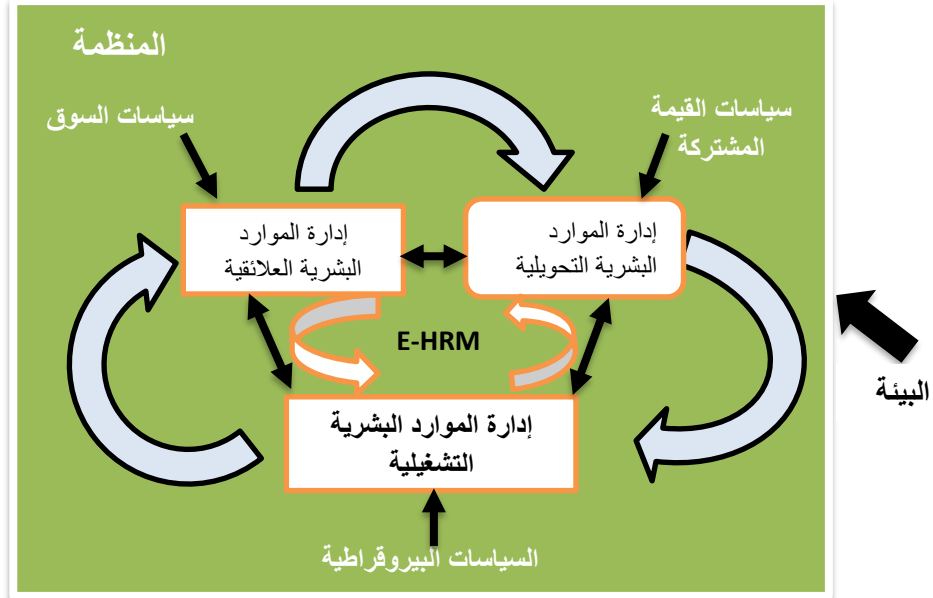 المنظمة
سياسات القيمة
المشتركة
سياسات السوق
إدارة الموارد
البشرية التحويلية
إدارة الموارد
البشرية العلائقية
E-HRM
البيئة
إدارة الموارد البشرية
التشغيلية
السياسات البيروقراطية